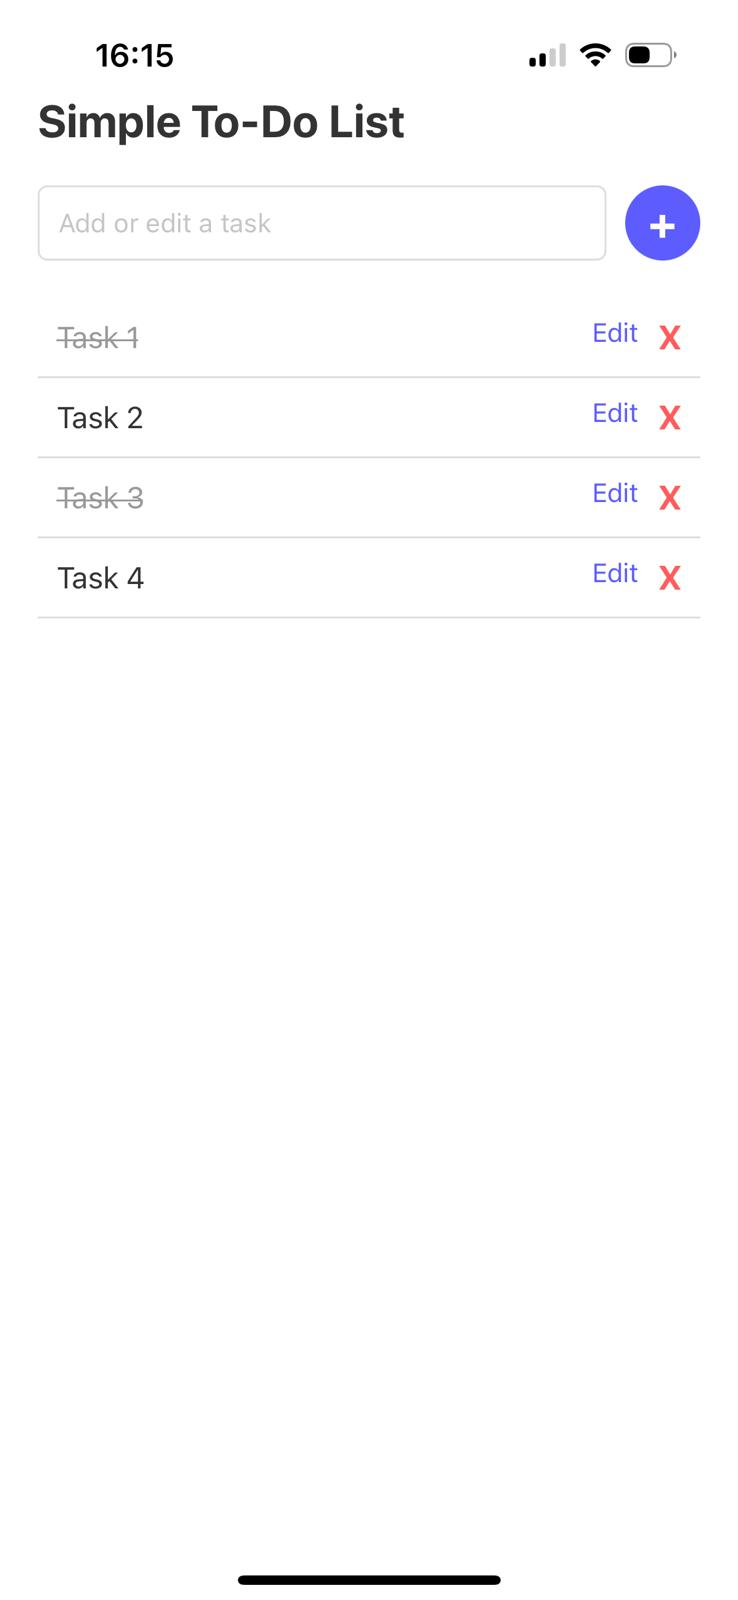 16:15
Simple To-Do List
Add or edit a task
+
Task 1 Edit X
Task 2 Edit X
Task 3 Edit X
Task 4 Edit X